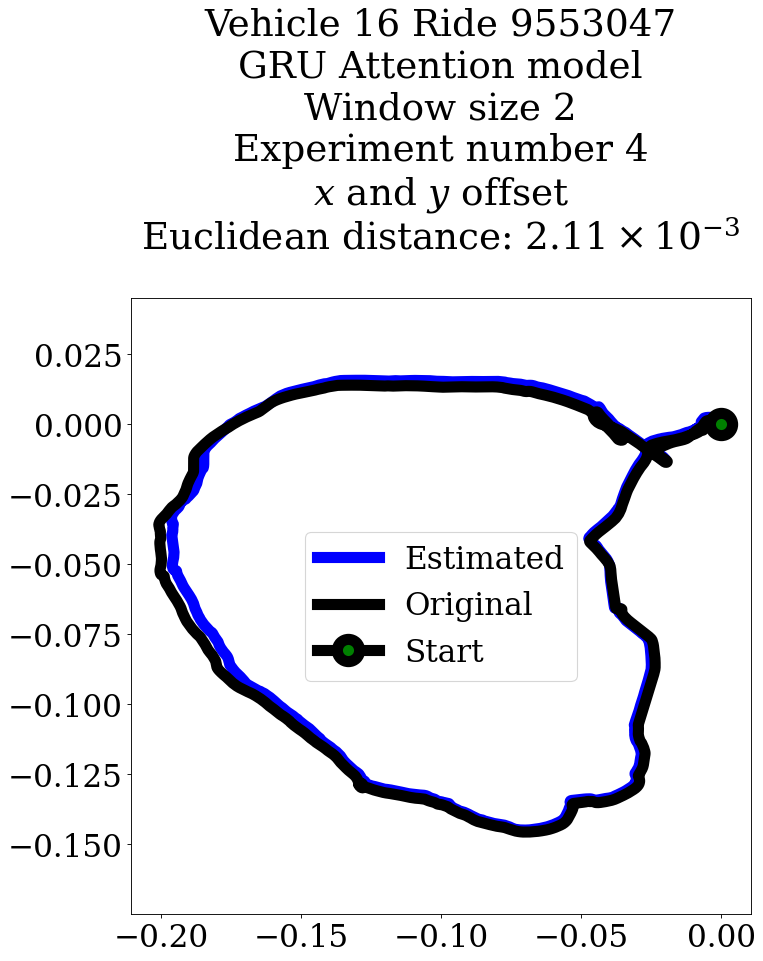 Vehicle 16 Ride 9553047
GRU Attention model
Window size 2
Experiment number 4
x and y offset
Euclidean distance: 2.11 × 10⁻³
0.025
0.000
−0.025
−0.050
−0.075
−0.100
−0.125
−0.150
Estimated
Original
Start
−0.20 −0.15 −0.10 −0.05 0.00